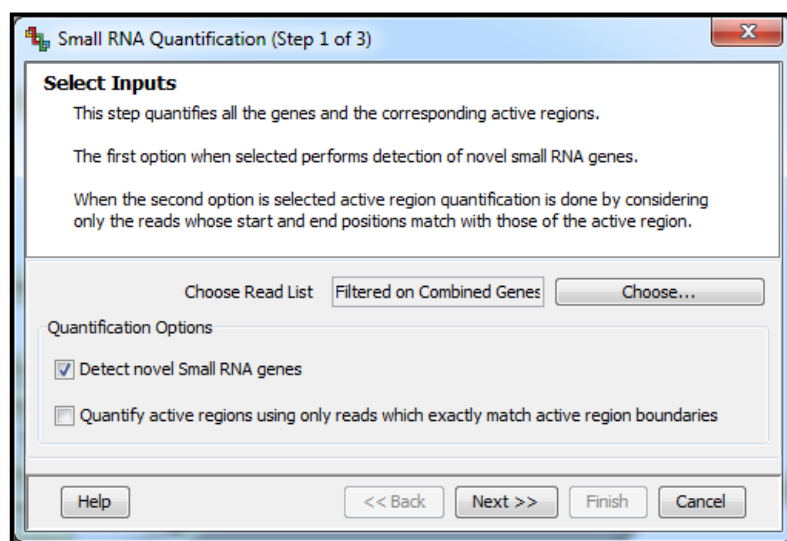 Small RNA Quantification (Step 1 of 3)
Select Inputs
This step quantifies all the genes and the corresponding active regions.
The first option when selected performs detection of novel small RNA genes.
When the second option is selected active region quantification is done by considering
only the reads whose start and end positions match with those of the active region.
Choose Read List Filtered on Combined Genes Choose...
Quantification Options
Detect novel Small RNA genes
Quantify active regions using only reads which exactly match active region boundaries
Help << Back Next >> Finish Cancel